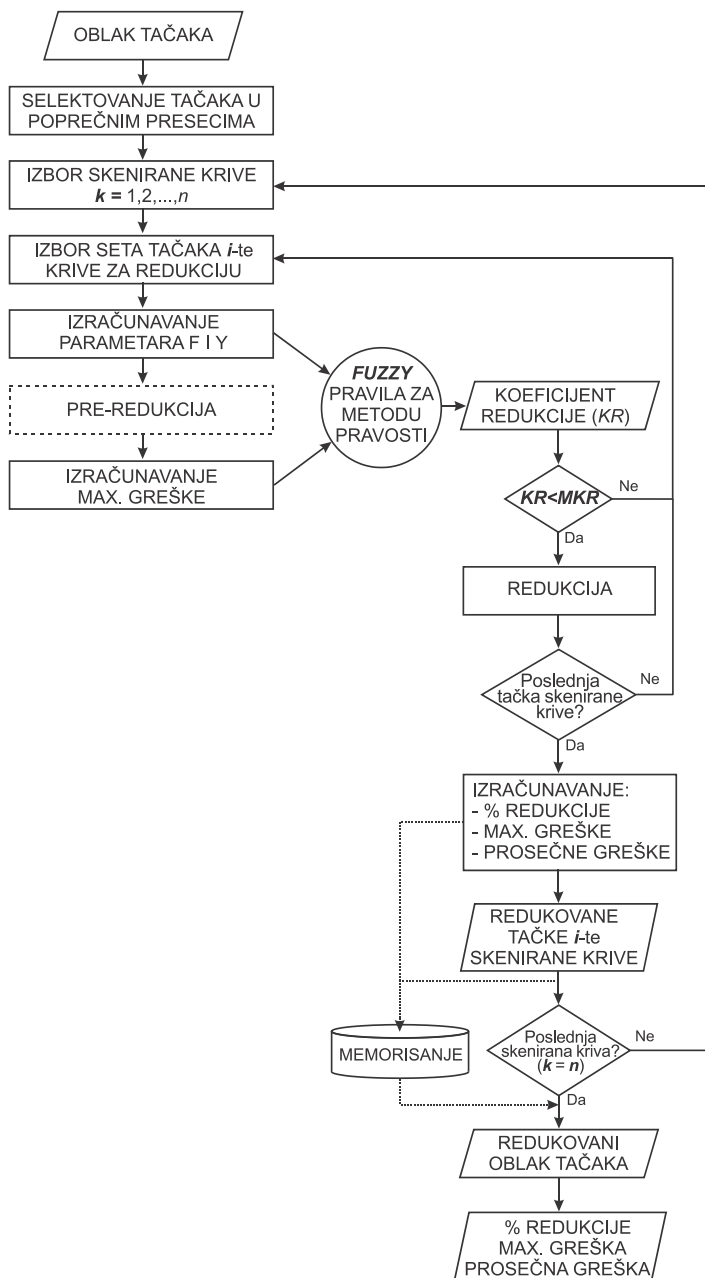 OBLAK TAČAKA
SELEKTOVANJE TAČAKA U
POPREČNIM PRESECIMA
IZBOR SKENIRANE KRIVE
k = 1,2,...,n
IZBOR SETA TAČAKA i-te
KRIVE ZA REDUKCIJU
IZRAČUNAVANJE
PARAMETARA F I Y
PRE-REDUKCIJA
IZRAČUNAVANJE
MAX. GREŠKE
FUZZY
PRAVILA ZA
METODU
PRAVOSTI
KOEFICIJENT
REDUKCIJE (KR)
KR<MKR
Ne
Da
REDUKCIJA
Poslednja
tačka skenirane
krive?
Ne
Da
IZRAČUNAVANJE:
- % REDUKCIJE
- MAX. GREŠKE
- PROSEČNE GREŠKE
REDUKOVANE
TAČKE i-te
SKENIRANE KRIVE
MEMORISANJE
Poslednja
skenirana kriva?
(k = n)
Ne
Da
REDUKOVANI
OBLAK TAČAKA
% REDUKCIJE
MAX. GREŠKA
PROSEČNA GREŠKA